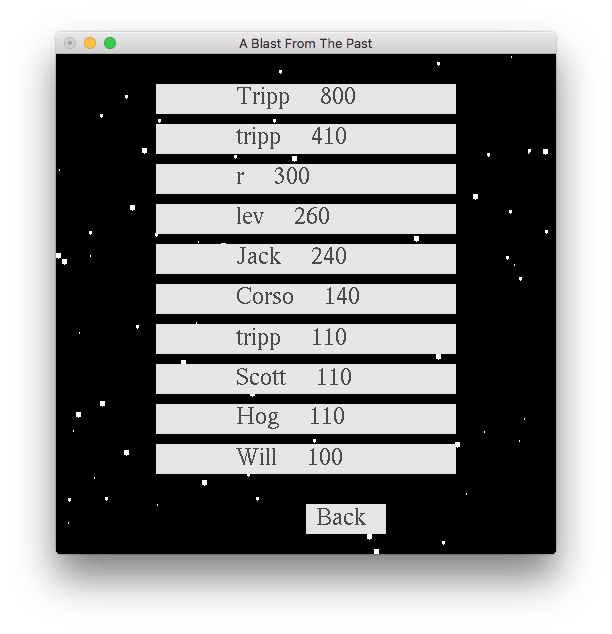 A Blast From The Past
Tripp 800
tripp 410
r 300
lev 260
Jack 240
Corso 140
tripp 110
Scott 110
Hog 110
Will 100
Back